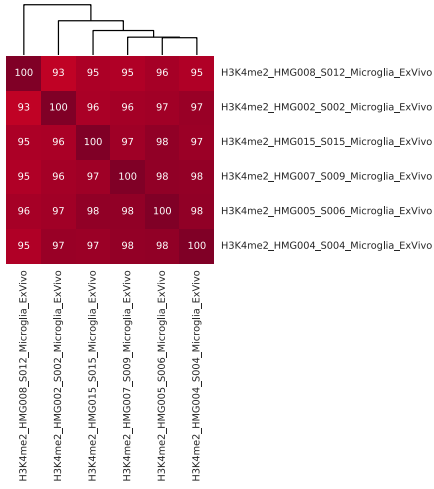 100 93 95 95 96 95 H3K4me2_HMG008_S012_Microglia_ExVivo
93 100 96 96 97 97 H3K4me2_HMG002_S002_Microglia_ExVivo
95 96 100 97 98 97 H3K4me2_HMG015_S015_Microglia_ExVivo
95 96 97 100 98 98 H3K4me2_HMG007_S009_Microglia_ExVivo
96 97 98 98 100 98 H3K4me2_HMG005_S006_Microglia_ExVivo
95 97 97 98 98 100 H3K4me2_HMG004_S004_Microglia_ExVivo
H3K4me2_HMG008_S012_Microglia_ExVivo
H3K4me2_HMG002_S002_Microglia_ExVivo
H3K4me2_HMG015_S015_Microglia_ExVivo
H3K4me2_HMG007_S009_Microglia_ExVivo
H3K4me2_HMG005_S006_Microglia_ExVivo
H3K4me2_HMG004_S004_Microglia_ExVivo